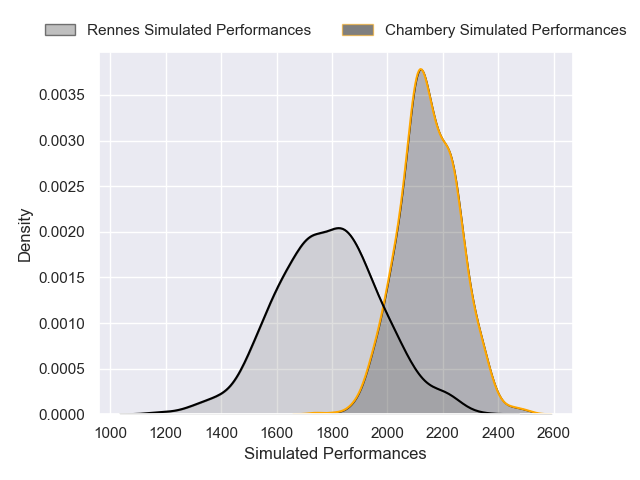 Rennes Simulated Performances Chambery Simulated Performances
0.0035
0.0030
0.0025
0.0020
0.0015
0.0010
0.0005
0.0000
Density
1000 1200 1400 1600 1800 2000 2200 2400 2600
Simulated Performances